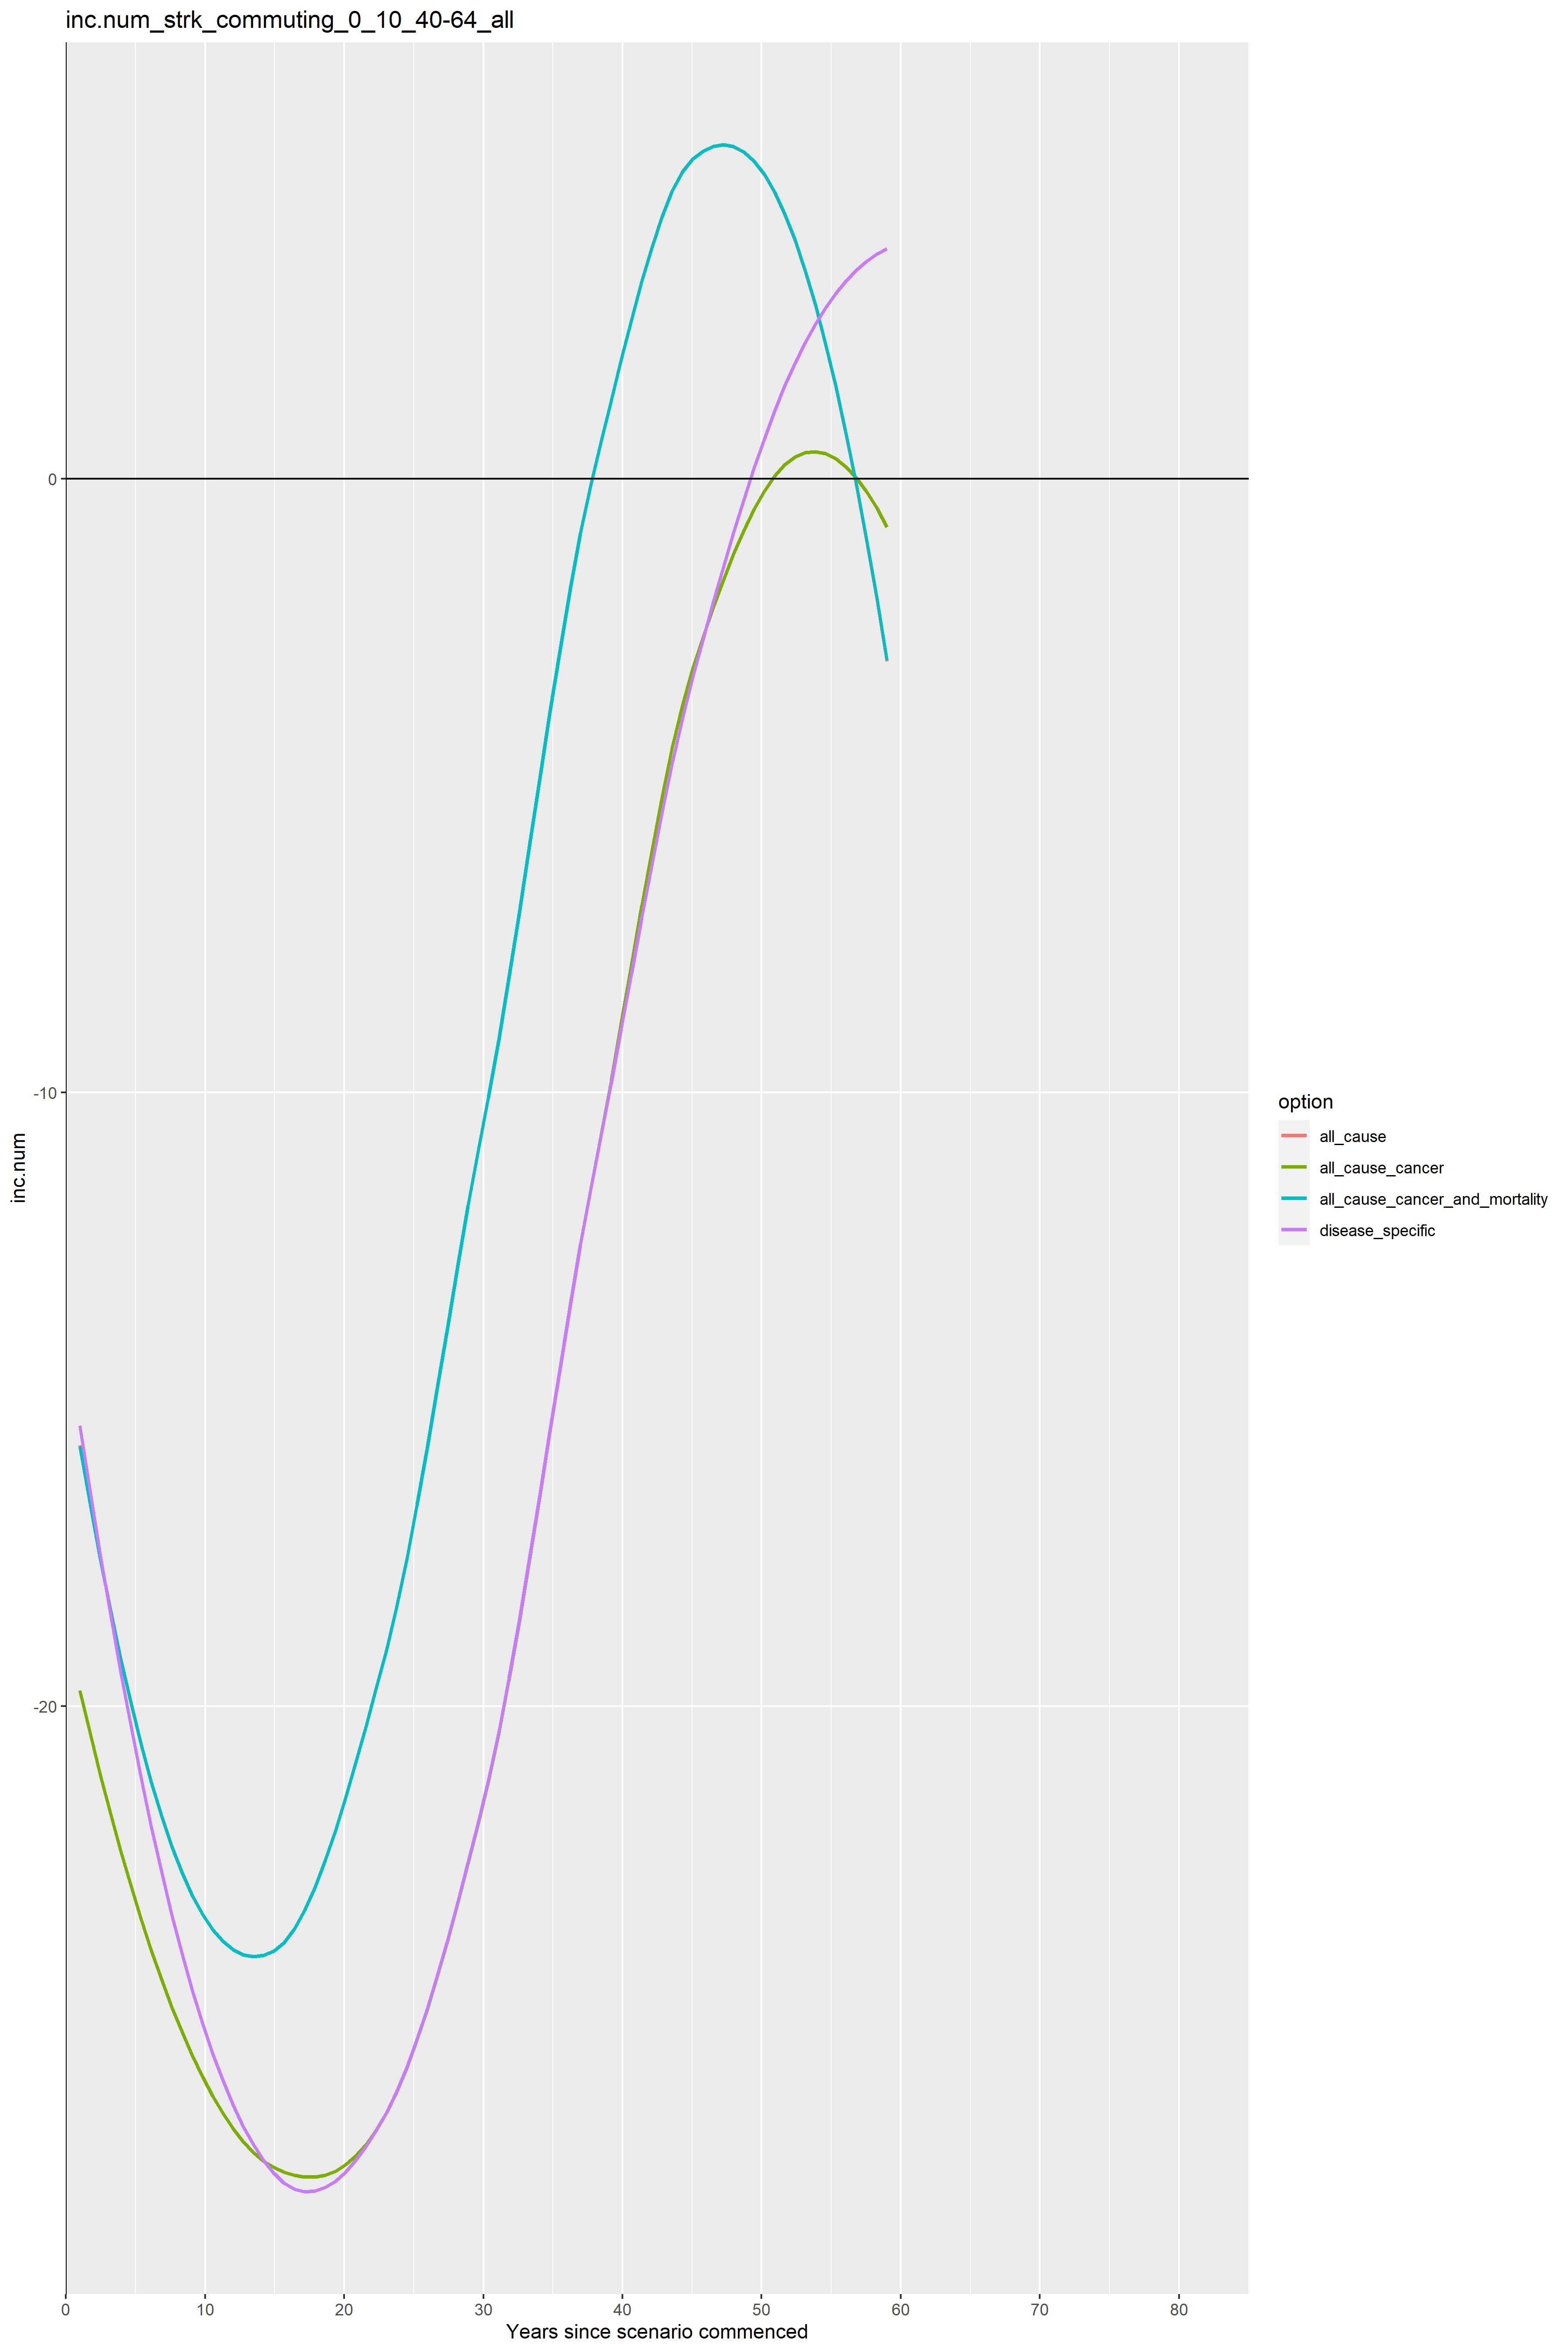 inc.num_strk_commuting_0_10_40-64_all
inc.num
0
-10
-20
0 10 20 30 40 50 60 70 80
Years since scenario commenced
option
all_cause
all_cause_cancer
all_cause_cancer_and_mortality
disease_specific